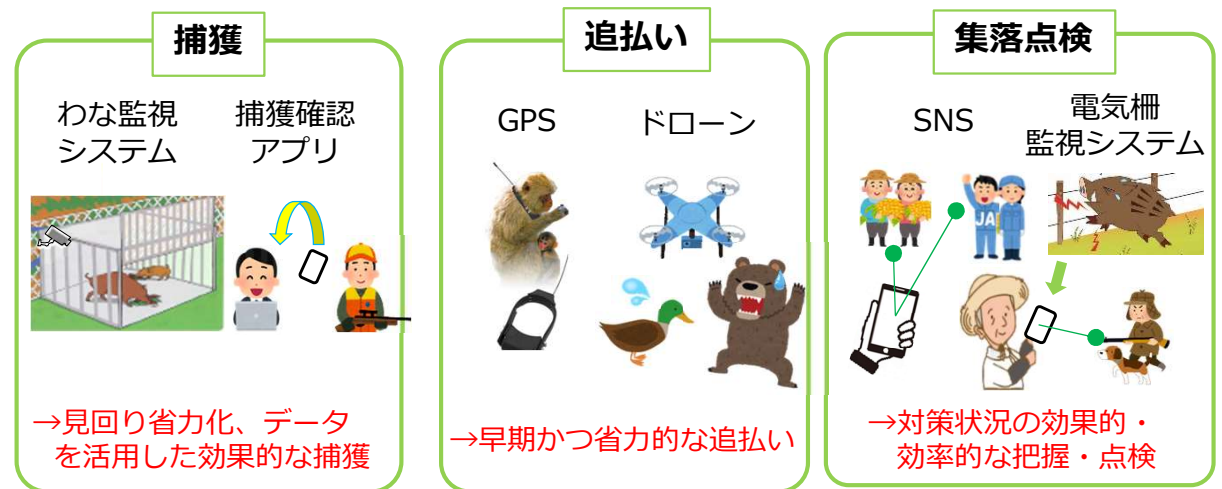 捕獲
わな監視
システム
捕獲確認
アプリ
→見回り省力化、データ
を活用した効果的な捕獲
追払い
GPS
ドローン
→早期かつ省力的な追払い
集落点検
SNS
電気柵
監視システム
JA
→対策状況の効果的・
効率的な把握・点検